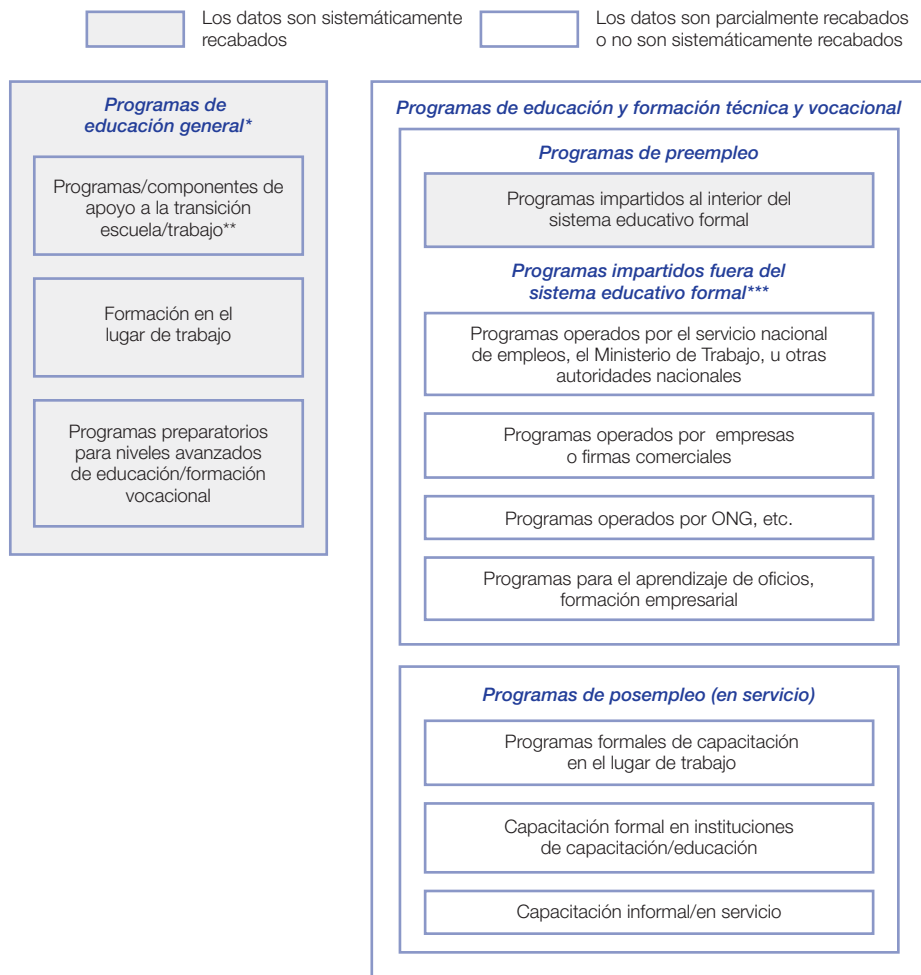 Los datos son sistemáticamente
recabados
Los datos son parcialmente recabados
o no son sistemáticamente recabados
Programas de
educación general*
Programas/componentes de
apoyo a la transición
escuela/trabajo**
Formación en el
lugar de trabajo
Programas preparatorios
para niveles avanzados
de educación/formación
vocacional
Programas de educación y formación técnica y vocacional
Programas de preempleo
Programas impartidos al interior del
sistema educativo formal
Programas impartidos fuera del
sistema educativo formal***
Programas operados por el servicio nacional
de empleos, el Ministerio de Trabajo, u otras
autoridades nacionales
Programas operados por empresas
o firmas comerciales
Programas operados por ONG, etc.
Programas para el aprendizaje de oficios,
formación empresarial
Programas de posempleo (en servicio)
Programas formales de capacitación
en el lugar de trabajo
Capacitación formal en instituciones
de capacitación/educación
Capacitación informal/en servicio